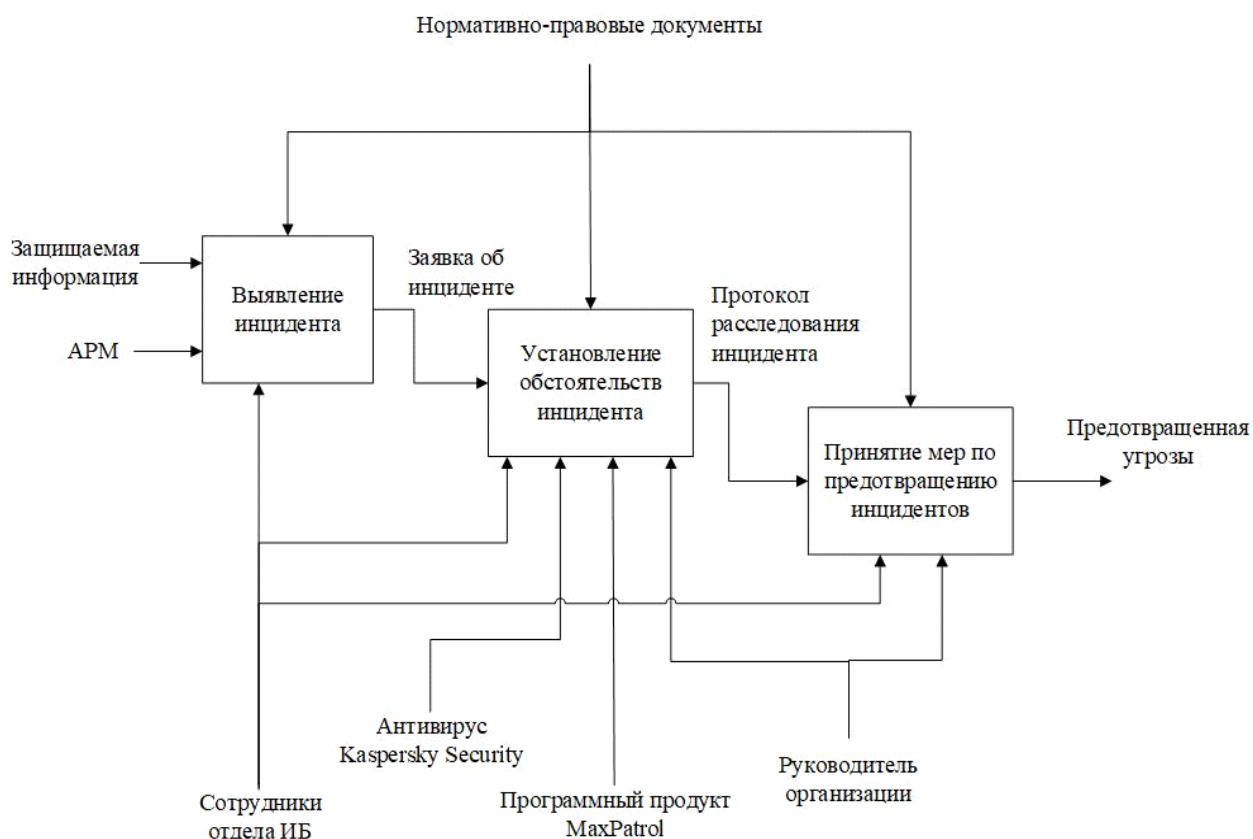 Нормативно-правовые документы
Защищаемая
информация
АРМ
Выявление
инцидента
Заявка об
инциденте
Установление
обстоятельств
инцидента
Протокол
расследования
инцидента
Принятие мер по
предотвращению
инцидентов
Предотвращенная
угрозы
Сотрудники
отдела ИБ
Антивирус
Kaspersky Security
Программный продукт
MaxPatrol
Руководитель
организации